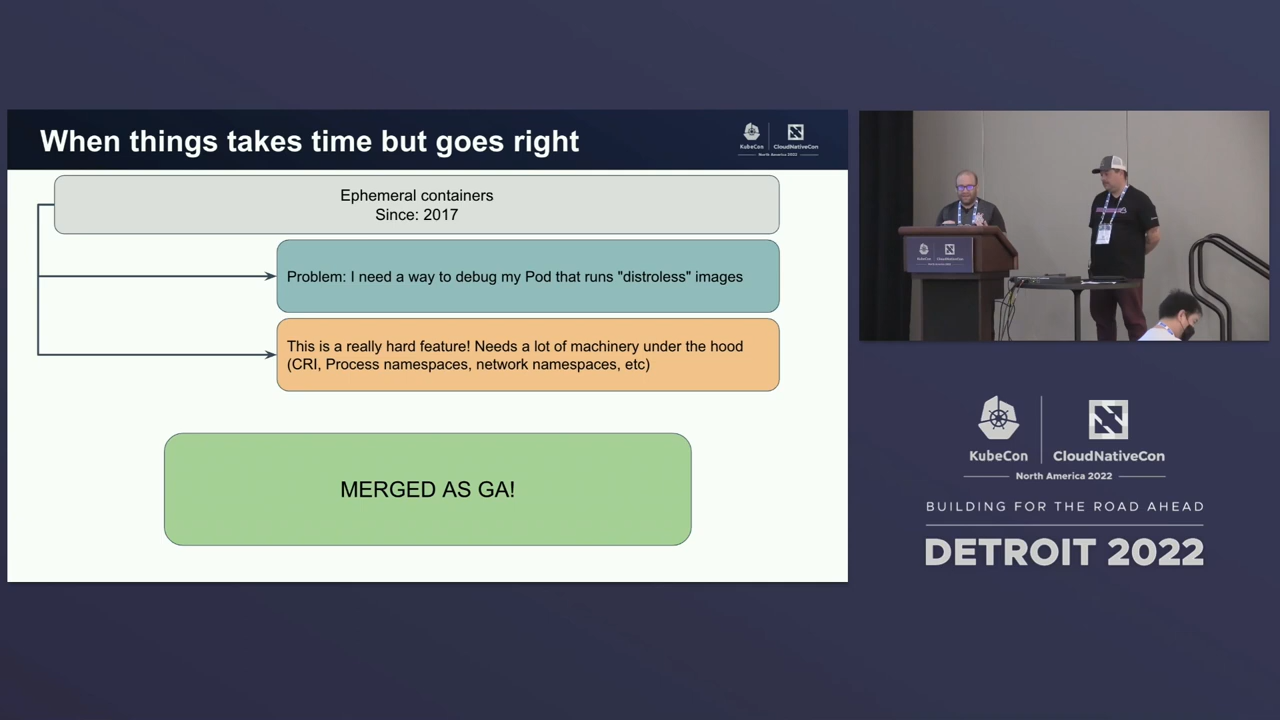 When things takes time but goes right
KubeCon
CloudNativeCon
North America 2022
Ephemeral containers
Since: 2017
Problem: I need a way to debug my Pod that runs "distroless" images
This is a really hard feature! Needs a lot of machinery under the hood
(CRI, Process namespaces, network namespaces, etc)
MERGED AS GA!
KubeCon
CloudNativeCon
KubeCon
CloudNativeCon
North America 2022
BUILDING FOR THE ROAD AHEAD
DETROIT 2022